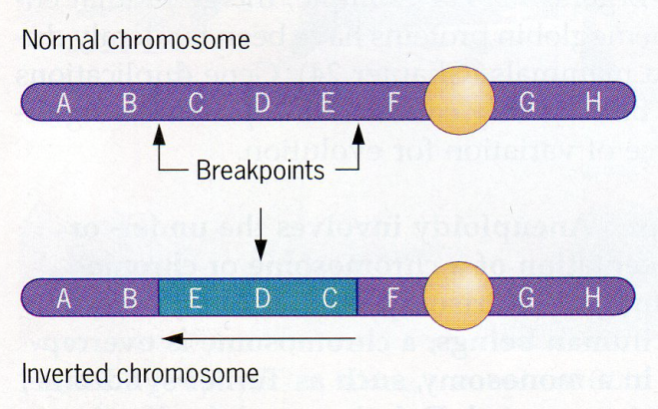 Normal chromosome
A B C D E F G H
Breakpoints
A B E D C F G H
Inverted chromosome